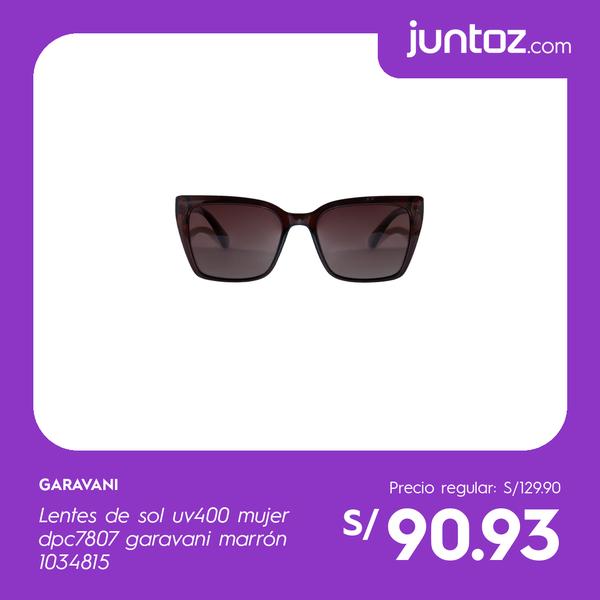 juntoz.com
GARAVANI
Lentes de sol uv400 mujer
dpc7807 garavani marrón
1034815
Precio regular: S/129.90
S/90.93